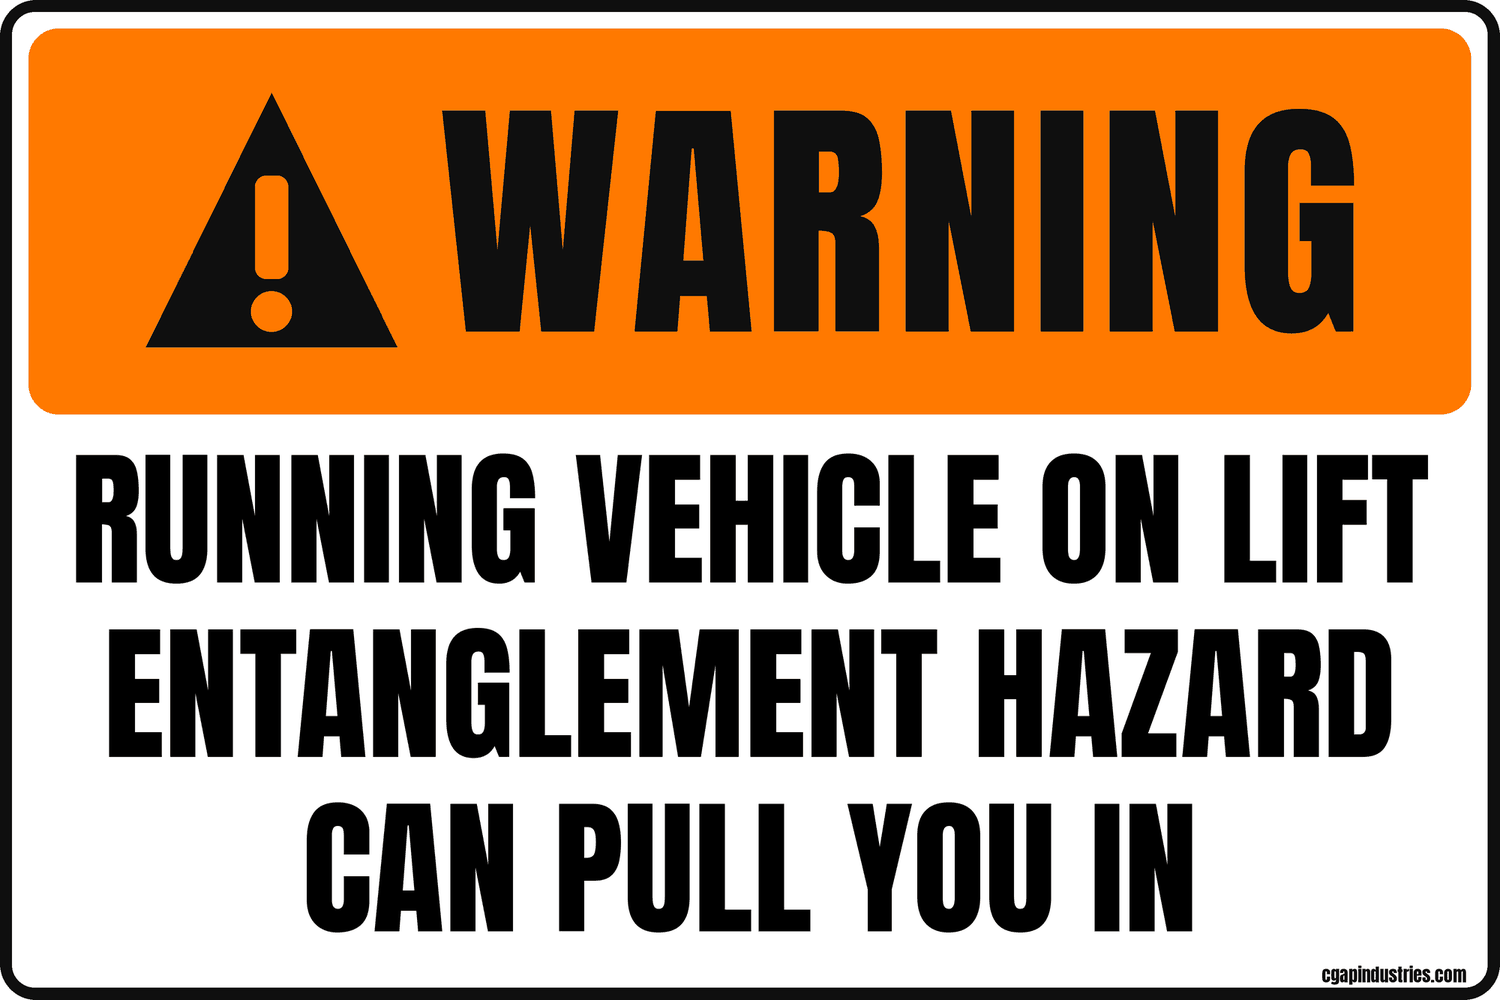 WARNING
RUNNING VEHICLE ON LIFT
ENTANGLEMENT HAZARD
CAN PULL YOU IN
cgapindustries.com